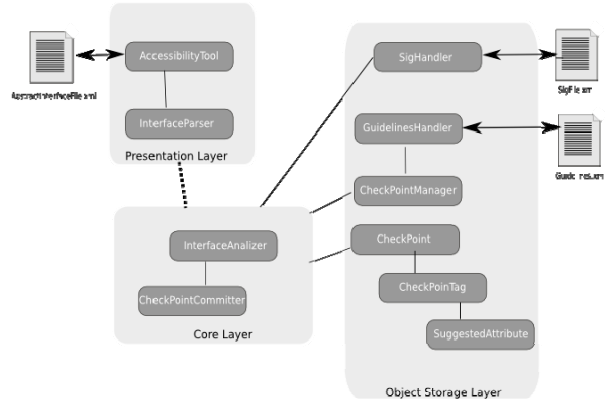 AccessibilityTool
InterfaceParser
Presentation Layer
SigHandler
GuidelinesHandler
CheckPointManager
InterfaceAnalizer
CheckPointCommitter
Core Layer
CheckPoint
CheckPoinTag
SuggestedAttribute
Object Storage Layer